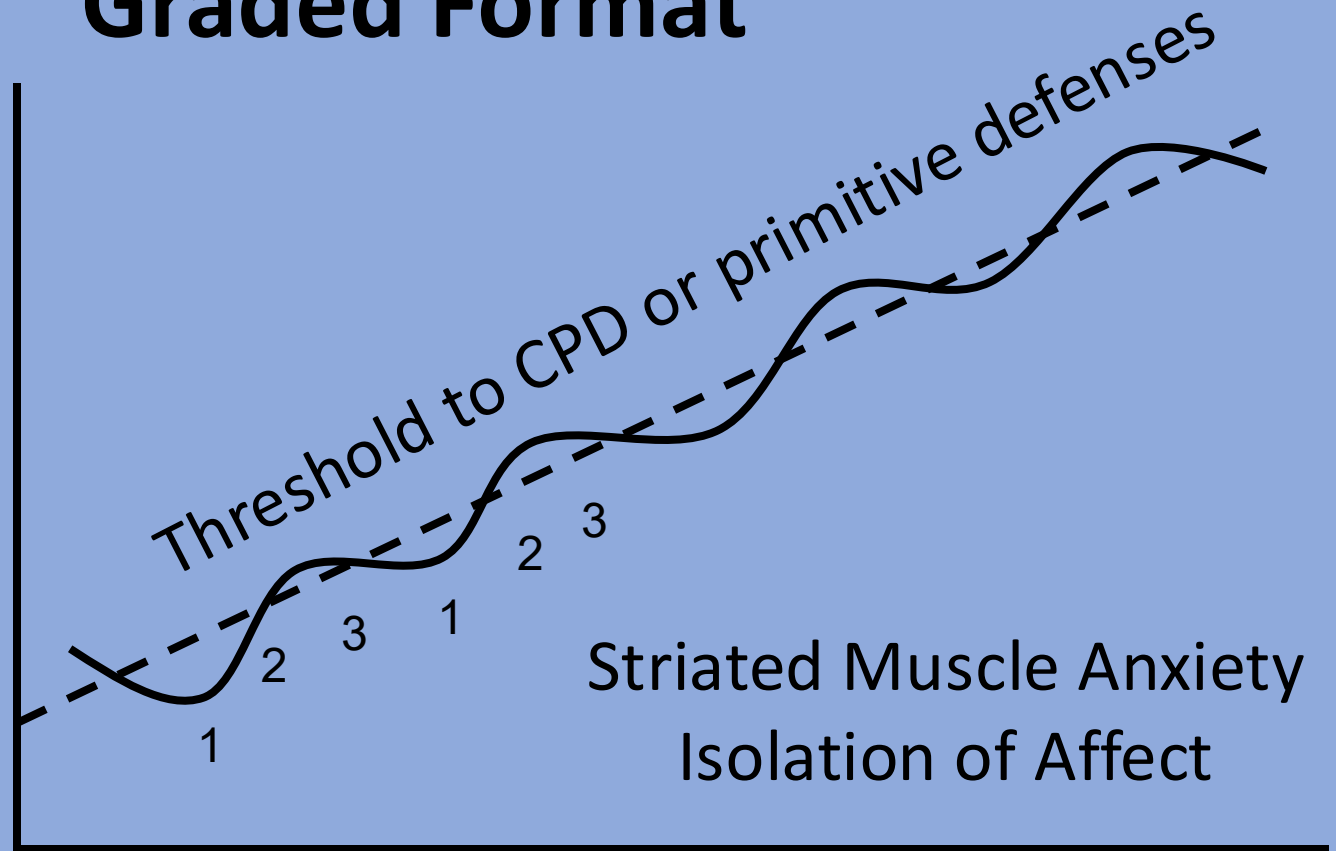 Graded Format
Threshold to CPD or primitive defenses
1
2
3
1
2
3
Striated Muscle Anxiety
Isolation of Affect